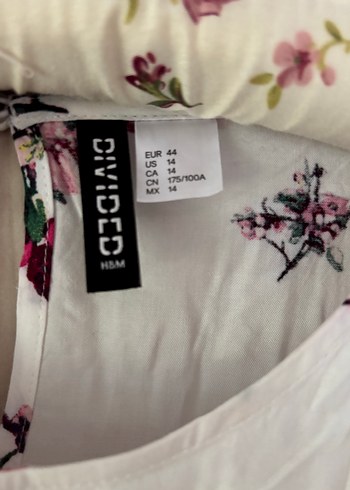 DIVIDED
H&M
EUR 44
US 14
CA 14
CN 175/100A
MX 14